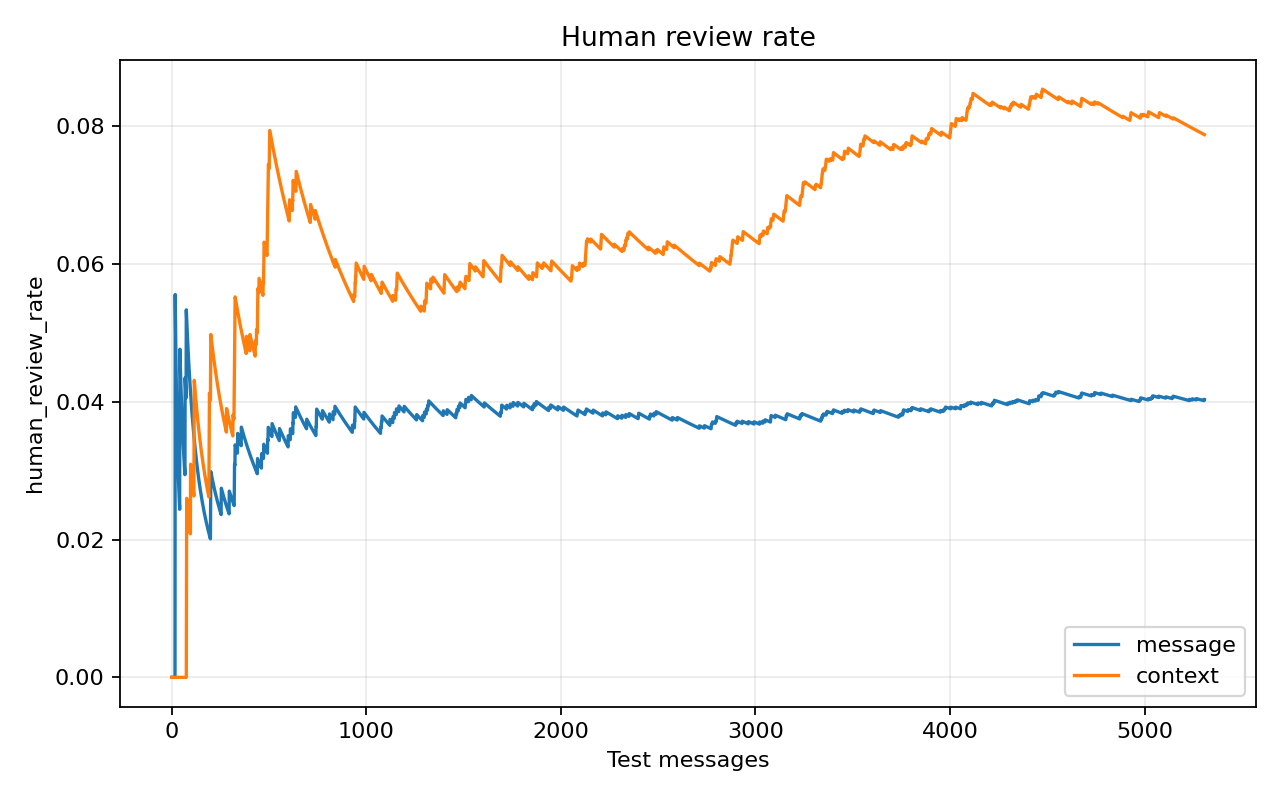 Human review rate
human_review_rate
0.08
0.06
0.04
0.02
0.00
0 1000 2000 3000 4000 5000
Test messages
message
context